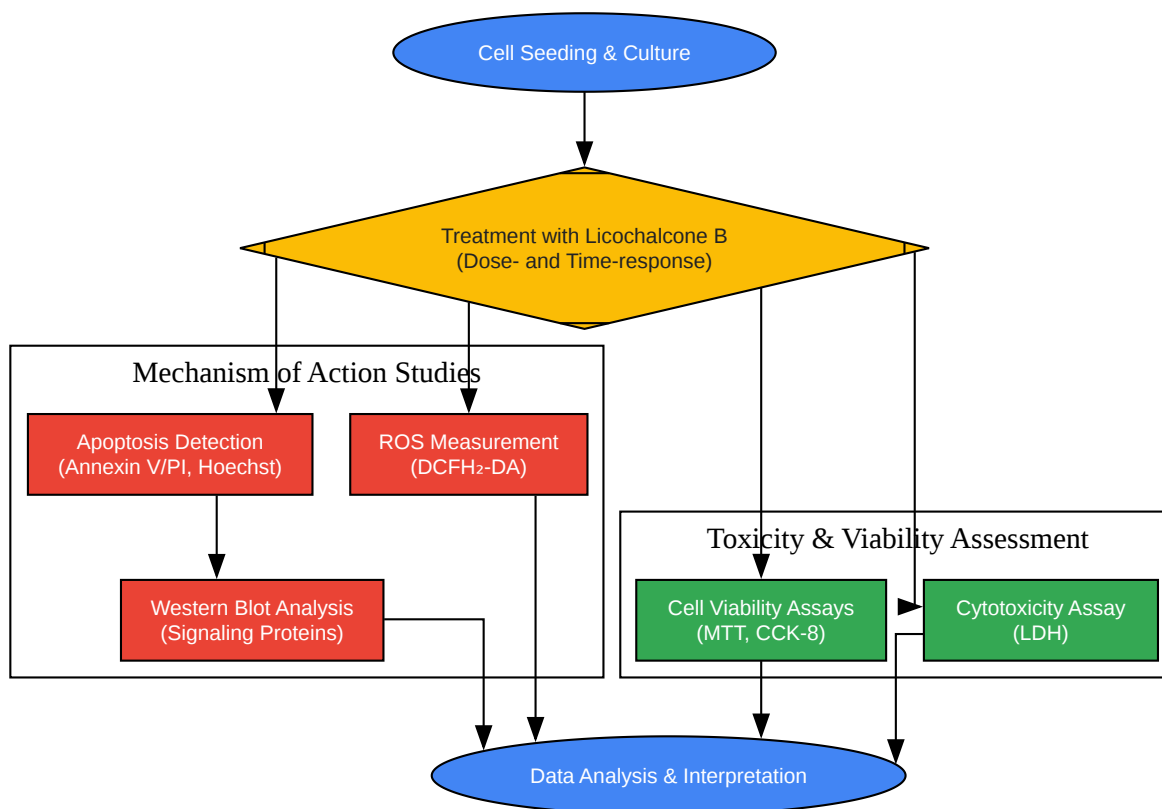 Cell Seeding & Culture
Treatment with Licochalcone B
(Dose- and Time-response)
Mechanism of Action Studies
Apoptosis Detection
(Annexin V/PI, Hoechst)
ROS Measurement
(DCFH₂-DA)
Western Blot Analysis
(Signaling Proteins)
Toxicity & Viability Assessment
Cell Viability Assays
(MTT, CCK-8)
Cytotoxicity Assay
(LDH)
Data Analysis & Interpretation